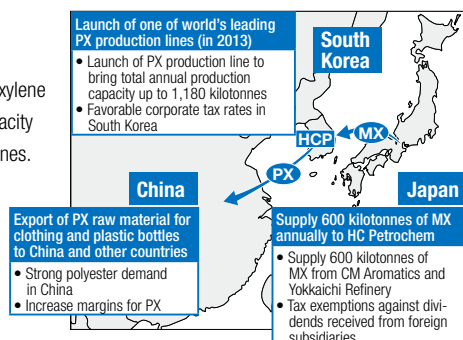 Launch of one of world's leading
PX production lines (in 2013)
• Launch of PX production line to
bring total annual production
capacity up to 1,180 kilotonnes
• Favorable corporate tax rates in
South Korea
South
Korea
xylene
acity
nes.
HCP
MX
PX
China
Japan
Export of PX raw material for
clothing and plastic bottles
to China and other countries
• Strong polyester demand
in China
• Increase margins for PX
Supply 600 kilotonnes of MX
annually to HC Petrochem
• Supply 600 kilotonnes of
MX from CM Aromatics and
Yokkaichi Refinery
• Tax exemptions against divi-
dends received from foreign
subsidiaries